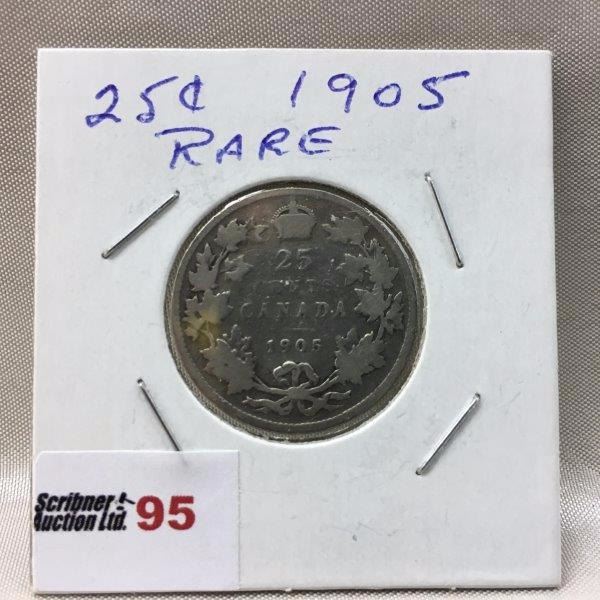 25¢ 1905
RARE
25
CENTS
CANADA
1905
Scribner
Auction Ltd. 95